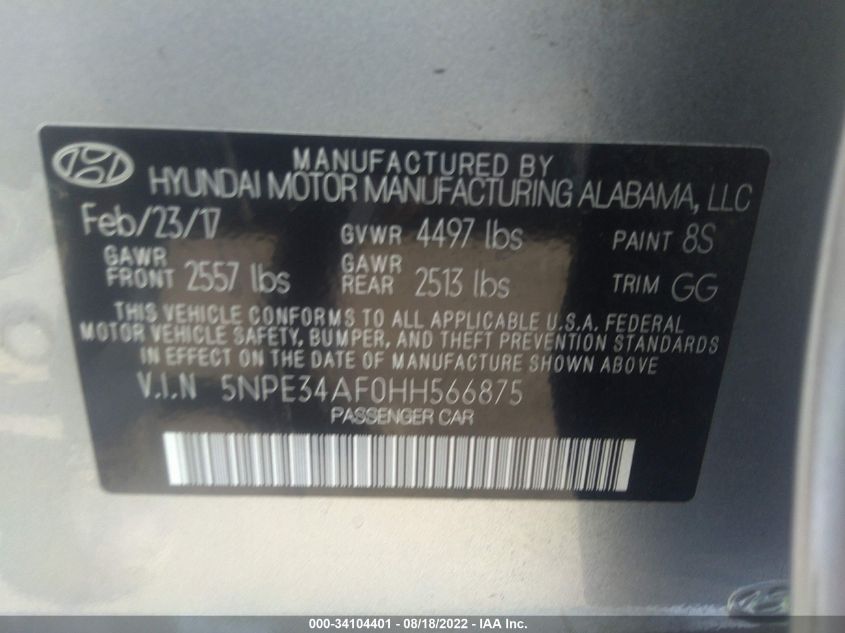 MANUFACTURED BY
HYUNDAI MOTOR MANUFACTURING ALABAMA, LLC
Feb/23/17 GVWR 4497 lbs PAINT 8S
GAWR FRONT 2557 lbs GAWR REAR 2513 lbs TRIM GG
THIS VEHICLE CONFORMS TO ALL APPLICABLE U.S.A. FEDERAL
MOTOR VEHICLE SAFETY, BUMPER, AND THEFT PREVENTION STANDARDS
IN EFFECT ON THE DATE OF MANUFACTURE SHOWN ABOVE
V.I.N 5NPE34AF0HH566875
PASSENGER CAR
000-34104401 - 08/18/2022 - IAA Inc.